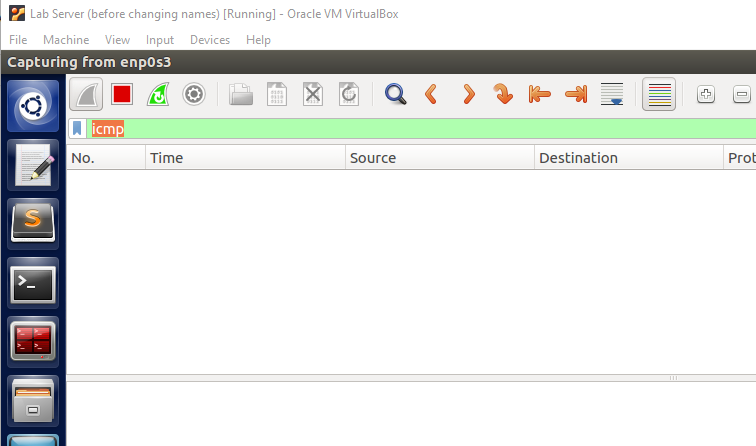 Lab Server (before changing names) [Running] - Oracle VM VirtualBox
File Machine View Input Devices Help
Capturing from enp0s3
icmp
No. Time Source Destination Prot